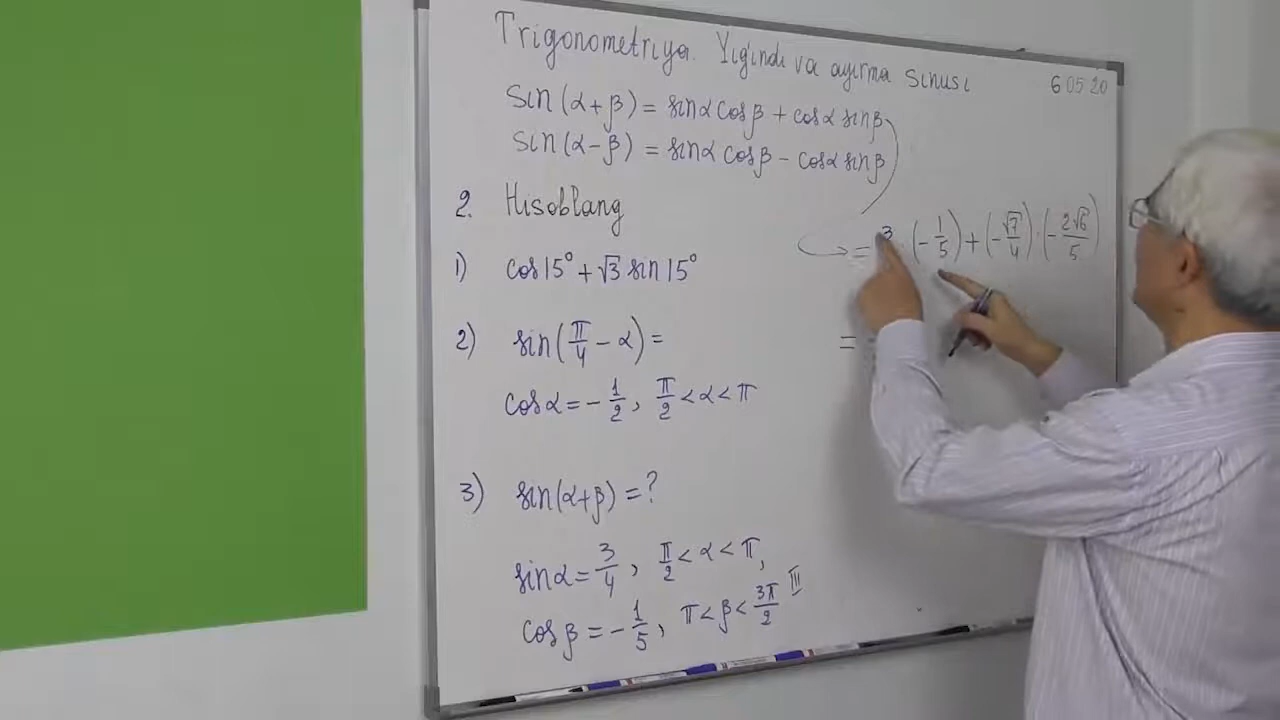 Trigonometriya. Yig'indi va ayirma sinusi
6 05 20
sin(α+β) = sinα cosβ + cosα sinβ
sin(α-β) = sinα cosβ - cosα sinβ
2. Hisoblang
1) cos15° + √3 sin15°
2) sin(π/4 - α) =
cosα = -1/2, π/2 < α < π
3) sin(α+β) = ?
sinα = 3/4, π/2 < α < π,
cosβ = -1/5, π < β < 3π/2 III
= 3 · (-1/5) + (-√7/4) · (-2√6/5)
=